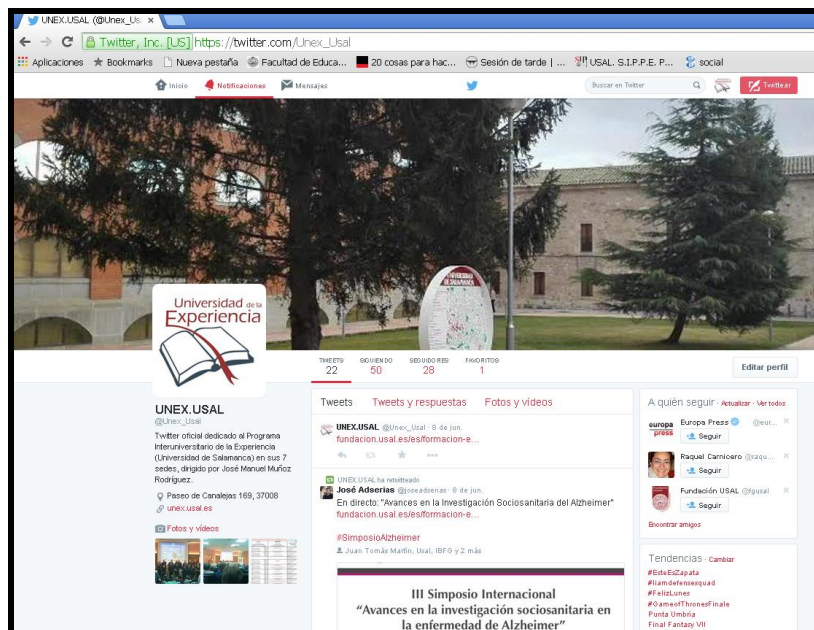 UNEX.USAL (@Unex_Us
Twitter, Inc. [US] https://twitter.com/Unex_Usal
Aplicaciones Bookmarks Nueva pestaña Facultad de Educa... 20 cosas para hac... Sesión de tarde | ... USAL. S.I.P.P.E. P... social
Inicio Notificaciones Mensajes Buscar en Twitter Twittear
UNIVERSIDAD
DE SALAMANCA
Universidad de la
Experiencia
TWEETS SIGUIENDO SEGUIDORES FAVORITOS
22 50 28 1
Editar perfil
UNEX.USAL
@Unex_Usal
Twitter oficial dedicado al Programa
Interuniversitario de la Experiencia
(Universidad de Salamanca) en sus 7
sedes, dirigido por José Manuel Muñoz
Rodríguez.
Paseo de Canalejas 169, 37008
unex.usal.es
Fotos y vídeos
Tweets Tweets y respuestas Fotos y vídeos
UNEX.USAL @Unex_Usal · 8 de jun.
fundacion.usal.es/es/formacion-e...
UNEX.USAL ha retwitteado
José Adserias @joseadserias · 8 de jun.
En directo: "Avances en la Investigación Sociosanitaria del Alzheimer"
fundacion.usal.es/es/formacion-e...
#SimposioAlzheimer
Juan Tomás Martín, Usal, IBFG y 2 más
III Simposio Internacional
“Avances en la investigación sociosanitaria en
la enfermedad de Alzheimer”
A quién seguir · Actualizar · Ver todos
europa
press
Europa Press @eur...
Seguir
Raquel Carnicero @raqu...
Seguir
Fundación USAL @fgusal
Seguir
Encontrar amigos
Tendencias · Cambiar
#EsteEsZapata
#liamdefensesquad
#FelizLunes
#GameofThronesFinale
Punta Umbría
Final Fantasy VII